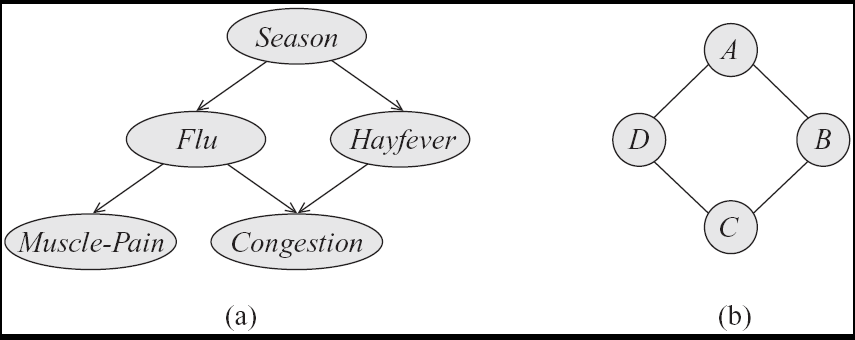 Season
Flu
Hayfever
Muscle-Pain
Congestion
(a)
A
D
B
C
(b)